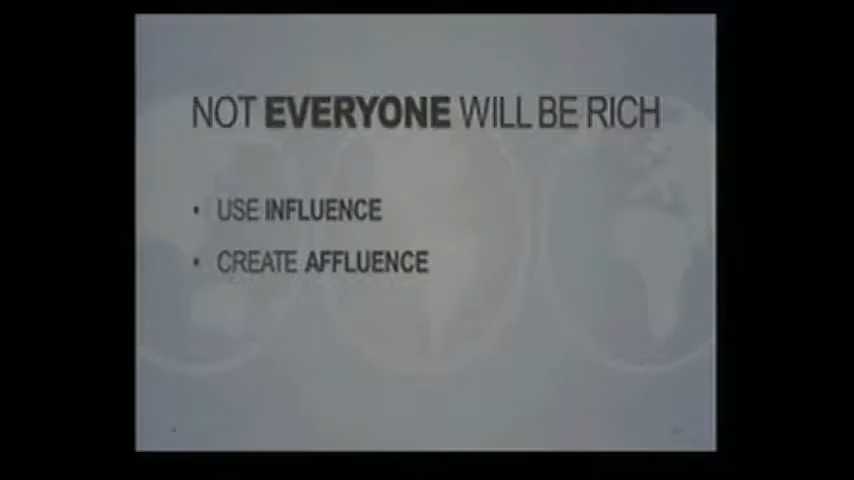 NOT EVERYONE WILL BE RICH
• USE INFLUENCE
• CREATE AFFLUENCE